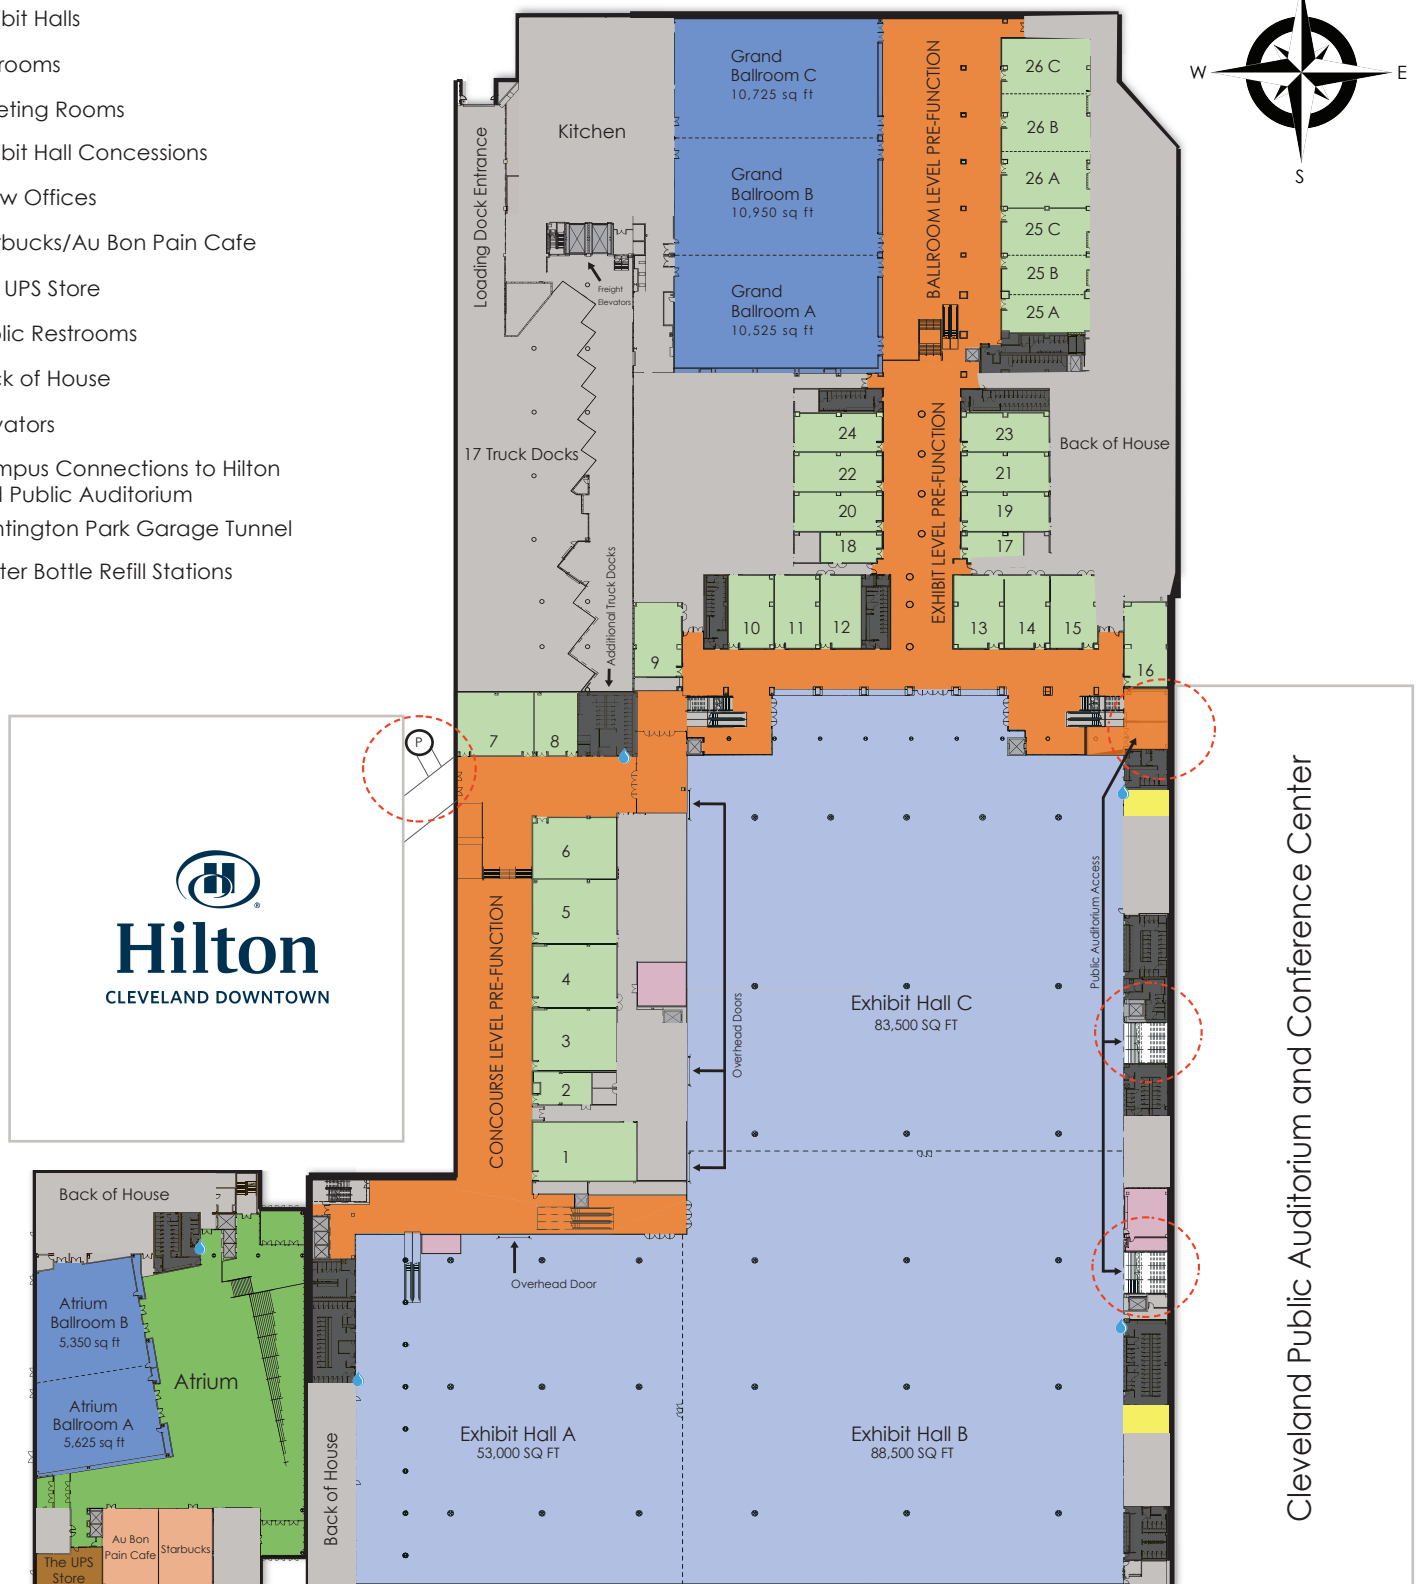 ibit Halls
rooms
eting Rooms
ibit Hall Concessions
w Offices
rbucks/Au Bon Pain Cafe
UPS Store
lic Restrooms
ck of House
vators
mpus Connections to Hilton
d Public Auditorium
ntington Park Garage Tunnel
ter Bottle Refill Stations
W
E
S
Kitchen
Loading Dock Entrance
Freight
Elevators
17 Truck Docks
Additional Truck Docks
Grand
Ballroom C
10,725 sq ft
Grand
Ballroom B
10,950 sq ft
Grand
Ballroom A
10,525 sq ft
BALLROOM LEVEL PRE-FUNCTION
26 C
26 B
26 A
25 C
25 B
25 A
EXHIBIT LEVEL PRE-FUNCTION
24
22
20
18
23
21
19
17
Back of House
9
10
11
12
13
14
15
16
7
8
P
6
5
4
3
2
1
CONCOURSE LEVEL PRE-FUNCTION
Hilton
CLEVELAND DOWNTOWN
Overhead Doors
Public Auditorium Access
Exhibit Hall C
83,500 SQ FT
Cleveland Public Auditorium and Conference Center
Overhead Door
Back of House
Atrium
Ballroom B
5,350 sq ft
Atrium
Atrium
Ballroom A
5,625 sq ft
Back of House
Exhibit Hall A
53,000 SQ FT
Exhibit Hall B
88,500 SQ FT
Au Bon
Pain Cafe
Starbucks
The UPS
Store